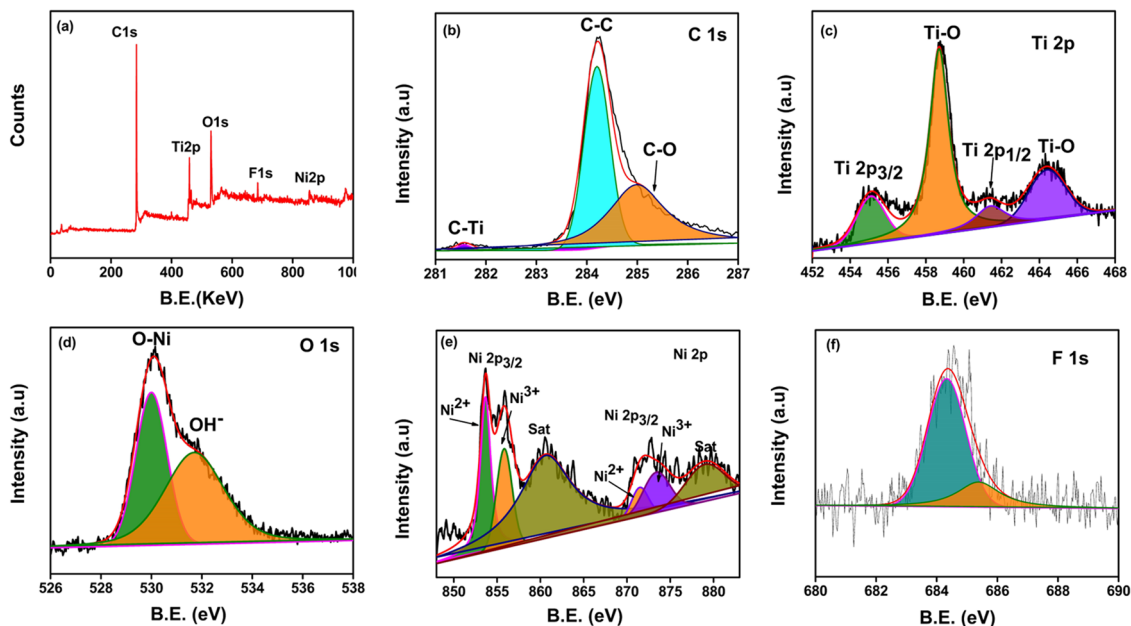 (a)
C1s
O1s
Ti2p
F1s
Ni2p
Counts
0 200 400 600 800 1000
B.E.(KeV)
(b)
C-C
C 1s
C-O
C-Ti
Intensity (a.u)
281 282 283 284 285 286 287
B.E. (eV)
(c)
Ti-O
Ti 2p
Ti 2p3/2
Ti 2p1/2
Ti-O
Intensity (a.u)
452 454 456 458 460 462 464 466 468
B.E. (eV)
(d)
O-Ni
O 1s
OH-
Intensity (a.u)
526 528 530 532 534 536 538
B.E. (eV)
(e)
Ni 2p3/2
Ni 2p
Ni2+
Ni3+
Sat
Ni 2p3/2
Ni3+
Ni2+
Sat
Intensity (a.u)
850 860 870 880
B.E. (eV)
(f)
F 1s
Intensity (a.u)
680 682 684 686 688 690
B.E. (eV)